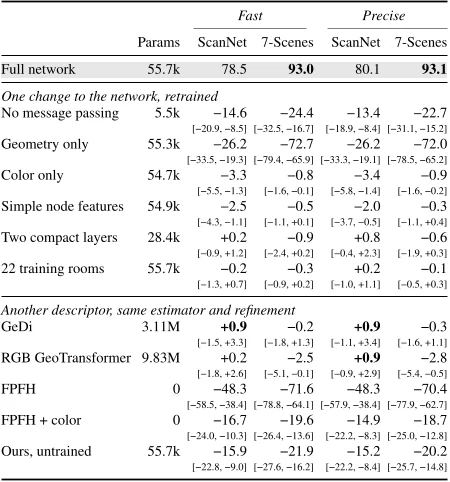 Fast Precise
Params ScanNet 7-Scenes ScanNet 7-Scenes
Full network 55.7k 78.5 93.0 80.1 93.1
One change to the network, retrained
No message passing 5.5k −14.6 −24.4 −13.4 −22.7
[−20.9, −8.5] [−32.5, −16.7] [−18.9, −8.4] [−31.1, −15.2]
Geometry only 55.3k −26.2 −72.7 −26.2 −72.0
[−33.5, −19.3] [−79.4, −65.9] [−33.3, −19.1] [−78.5, −65.2]
Color only 54.7k −3.3 −0.8 −3.4 −0.9
[−5.5, −1.3] [−1.6, −0.1] [−5.8, −1.4] [−1.6, −0.2]
Simple node features 54.9k −2.5 −0.5 −2.0 −0.3
[−4.3, −1.1] [−1.1, +0.1] [−3.7, −0.5] [−1.1, +0.4]
Two compact layers 28.4k +0.2 −0.9 +0.8 −0.6
[−0.9, +1.2] [−2.4, +0.2] [−0.4, +2.3] [−1.9, +0.3]
22 training rooms 55.7k −0.2 −0.3 +0.2 −0.1
[−1.3, +0.7] [−0.9, +0.2] [−1.0, +1.1] [−0.5, +0.3]
Another descriptor, same estimator and refinement
GeDi 3.11M +0.9 −0.2 +0.9 −0.3
[−1.5, +3.3] [−1.8, +1.3] [−1.1, +3.4] [−1.6, +1.1]
RGB GeoTransformer 9.83M +0.2 −2.5 +0.9 −2.8
[−1.8, +2.6] [−5.1, −0.1] [−0.9, +2.9] [−5.4, −0.5]
FPFH 0 −48.3 −71.6 −48.3 −70.4
[−58.5, −38.4] [−78.8, −64.1] [−57.9, −38.4] [−77.9, −62.7]
FPFH + color 0 −16.7 −19.6 −14.9 −18.7
[−24.0, −10.3] [−26.4, −13.6] [−22.2, −8.3] [−25.0, −12.8]
Ours, untrained 55.7k −15.9 −21.9 −15.2 −20.2
[−22.8, −9.0] [−27.6, −16.2] [−22.2, −8.4] [−25.7, −14.8]